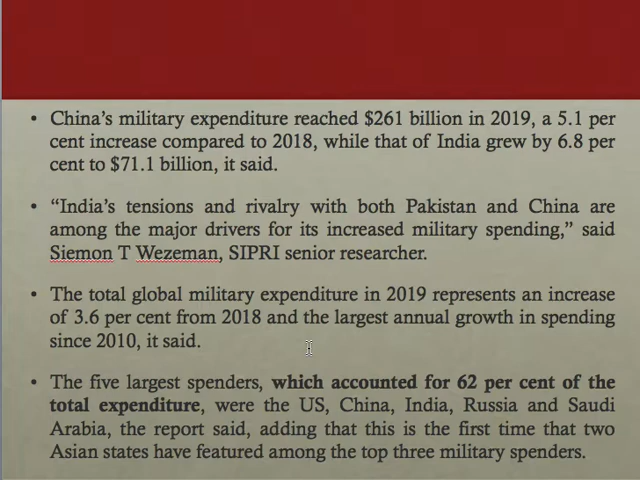 • China’s military expenditure reached $261 billion in 2019, a 5.1 per
cent increase compared to 2018, while that of India grew by 6.8 per
cent to $71.1 billion, it said.
• “India’s tensions and rivalry with both Pakistan and China are
among the major drivers for its increased military spending,” said
Siemon T Wezeman, SIPRI senior researcher.
• The total global military expenditure in 2019 represents an increase
of 3.6 per cent from 2018 and the largest annual growth in spending
since 2010, it said.
• The five largest spenders, which accounted for 62 per cent of the
total expenditure, were the US, China, India, Russia and Saudi
Arabia, the report said, adding that this is the first time that two
Asian states have featured among the top three military spenders.